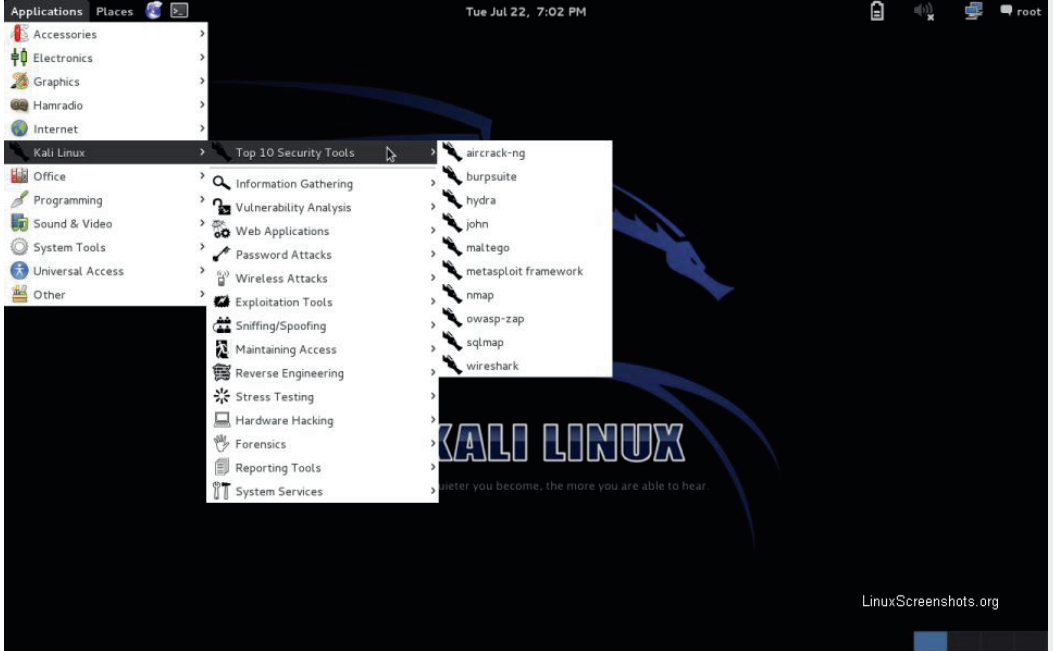 Applications Places Tue Jul 22, 7:02 PM root
Accessories
Electronics
Graphics
Hamradio
Internet
Kali Linux
Office
Programming
Sound & Video
System Tools
Universal Access
Other
Top 10 Security Tools
Information Gathering
Vulnerability Analysis
Web Applications
Password Attacks
Wireless Attacks
Exploitation Tools
Sniffing/Spoofing
Maintaining Access
Reverse Engineering
Stress Testing
Hardware Hacking
Forensics
Reporting Tools
System Services
aircrack-ng
burpsuite
hydra
john
maltego
metasploit framework
nmap
owasp-zap
sqlmap
wireshark
KALI LINUX
uieter you become, the more you are able to hear.
LinuxScreenshots.org